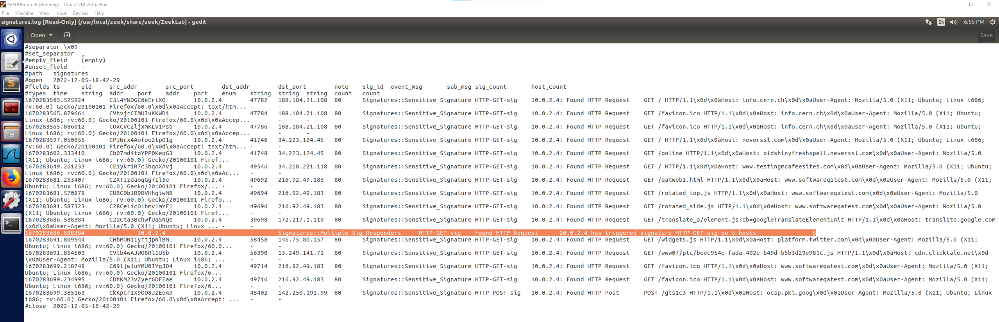 SEEDUbuntu B [Running] - Oracle VM VirtualBox
File Machine View Input Devices Help
signatures.log [Read-Only] (/usr/local/zeek/share/zeek/ZeekLab) - gedit En 6:55 PM
Open Save
#separator \x09
#set_separator ,
#empty_field (empty)
#unset_field -
#path signatures
#open 2022-12-05-18-42-29
#fields ts uid src_addr src_port dst_addr dst_port note sig_id event_msg sub_msg sig_count host_count
#types time string addr port addr port enum string string string count count
1670283565.525924 C5i4YWOGC6eEriXQ 10.0.2.4 47782 188.184.21.108 80 Signatures::Sensitive_Signature HTTP-GET-sig 10.0.2.4: Found HTTP Request GET / HTTP/1.1\x0d\x0aHost: info.cern.ch\x0d\x0aUser-Agent: Mozilla/5.0 (X11; Ubuntu; Linux i686;
rv:60.0) Gecko/20100101 Firefox/60.0\x0d\x0aAccept: text/htm... - -
1670283565.879661 CVhvjrCIMUIuKKWDi 10.0.2.4 47784 188.184.21.108 80 Signatures::Sensitive_Signature HTTP-GET-sig 10.0.2.4: Found HTTP Request GET /favicon.ico HTTP/1.1\x0d\x0aHost: info.cern.ch\x0d\x0aUser-Agent: Mozilla/5.0 (X11; Ubuntu;
Linux i686; rv:60.0) Gecko/20100101 Firefox/60.0\x0d\x0aAccep... - -
1670283565.886012 COxCVC2ljxmKLV1Psb 10.0.2.4 47786 188.184.21.108 80 Signatures::Sensitive_Signature HTTP-GET-sig 10.0.2.4: Found HTTP Request GET /favicon.ico HTTP/1.1\x0d\x0aHost: info.cern.ch\x0d\x0aUser-Agent: Mozilla/5.0 (X11; Ubuntu;
Linux i686; rv:60.0) Gecko/20100101 Firefox/60.0\x0d\x0aAccep... - -
1670283597.050855 CPJWrx4Aofoe2tpO1g 10.0.2.4 41746 34.223.124.45 80 Signatures::Sensitive_Signature HTTP-GET-sig 10.0.2.4: Found HTTP Request GET / HTTP/1.1\x0d\x0aHost: neverssl.com\x0d\x0aUser-Agent: Mozilla/5.0 (X11; Ubuntu; Linux i686;
rv:60.0) Gecko/20100101 Firefox/60.0\x0d\x0aAccept: text/htm... - -
1670283602.333410 Cb07md4toYPP0KepG3 10.0.2.4 41748 34.223.124.45 80 Signatures::Sensitive_Signature HTTP-GET-sig 10.0.2.4: Found HTTP Request GET /online HTTP/1.1\x0d\x0aHost: oldshinyfreshspell.neverssl.com\x0d\x0aUser-Agent: Mozilla/5.0
(X11; Ubuntu; Linux i686; rv:60.0) Gecko/20100101 Firef... - -
1670283649.261233 CE1ykr1R7c3bqoXAvj 10.0.2.4 49546 34.218.221.118 80 Signatures::Sensitive_Signature HTTP-GET-sig 10.0.2.4: Found HTTP Request GET / HTTP/1.1\x0d\x0aHost: www.testingmcafeesites.com\x0d\x0aUser-Agent: Mozilla/5.0 (X11; Ubuntu;
Linux i686; rv:60.0) Gecko/20100101 Firefox/60.0\x0d\x0aAc... - -
1670283681.253407 CZXTIzdaoqGg7Il5e 10.0.2.4 49692 216.92.49.183 80 Signatures::Sensitive_Signature HTTP-GET-sig 10.0.2.4: Found HTTP Request GET /qatweb1.html HTTP/1.1\x0d\x0aHost: www.softwareqatest.com\x0d\x0aUser-Agent: Mozilla/5.0 (X11;
Ubuntu; Linux i686; rv:60.0) Gecko/20100101 Firefox/... - -
1670283681.570878 CUBC0b1R9DVHhqiwM8 10.0.2.4 49694 216.92.49.183 80 Signatures::Sensitive_Signature HTTP-GET-sig 10.0.2.4: Found HTTP Request GET /rotated_top.js HTTP/1.1\x0d\x0aHost: www.softwareqatest.com\x0d\x0aUser-Agent: Mozilla/5.0
(X11; Ubuntu; Linux i686; rv:60.0) Gecko/20100101 Firefo... - -
1670283681.587323 C28Ce11cO1hmv1mYF1 10.0.2.4 49696 216.92.49.183 80 Signatures::Sensitive_Signature HTTP-GET-sig 10.0.2.4: Found HTTP Request GET /rotated_side.js HTTP/1.1\x0d\x0aHost: www.softwareqatest.com\x0d\x0aUser-Agent: Mozilla/5.0
(X11; Ubuntu; Linux i686; rv:60.0) Gecko/20100101 Firef... - -
1670283686.588384 C2aCta3BchwfUaSNQe 10.0.2.4 39698 172.217.1.110 80 Signatures::Sensitive_Signature HTTP-GET-sig 10.0.2.4: Found HTTP Request GET /translate_a/element.js?cb=googleTranslateElementInit HTTP/1.1\x0d\x0aHost: translate.google.com
\x0d\x0aUser-Agent: Mozilla/5.0 (X11; Ubuntu; Linux ... - -
1670283686.588384 - 10.0.2.4 - - - Signatures::Multiple_Sig_Responders HTTP-GET-sig Found HTTP Request 10.0.2.4 has triggered signature HTTP-GET-sig on 5 hosts - 5
1670283691.809544 CHbMON11yrtjpNlBM 10.0.2.4 58458 146.75.80.157 80 Signatures::Sensitive_Signature HTTP-GET-sig 10.0.2.4: Found HTTP Request GET /widgets.js HTTP/1.1\x0d\x0aHost: platform.twitter.com\x0d\x0aUser-Agent: Mozilla/5.0 (X11;
Ubuntu; Linux i686; rv:60.0) Gecko/20100101 Firefox/60.0... - -
1670283691.854503 CVtb4wAJWO8Rl1U5b 10.0.2.4 56390 13.249.141.71 80 Signatures::Sensitive_Signature HTTP-GET-sig 10.0.2.4: Found HTTP Request GET /www07/ptc/beec954e-fada-402e-b49d-b5b3d29e981c.js HTTP/1.1\x0d\x0aHost: cdn.clicktale.net\x0d
\x0aUser-Agent: Mozilla/5.0 (X11; Ubuntu; Linux i686; ... - -
1670283699.218749 C69ljw1uYMU0IYgJD4 10.0.2.4 49714 216.92.49.183 80 Signatures::Sensitive_Signature HTTP-GET-sig 10.0.2.4: Found HTTP Request GET /favicon.ico HTTP/1.1\x0d\x0aHost: www.softwareqatest.com\x0d\x0aUser-Agent: Mozilla/5.0 (X11;
Ubuntu; Linux i686; rv:60.0) Gecko/20100101 Firefox/6... - -
1670283699.234995 CDhKM23vZyer6DFEae 10.0.2.4 49716 216.92.49.183 80 Signatures::Sensitive_Signature HTTP-GET-sig 10.0.2.4: Found HTTP Request GET /favicon.ico HTTP/1.1\x0d\x0aHost: www.softwareqatest.com\x0d\x0aUser-Agent: Mozilla/5.0 (X11;
Ubuntu; Linux i686; rv:60.0) Gecko/20100101 Firefox/6... - -
1670283699.385163 CkKpCr1X9OO8JzEoA9 10.0.2.4 45402 142.250.191.99 80 Signatures::Sensitive_Signature HTTP-POST-sig 10.0.2.4: Found HTTP Post POST /gts1c3 HTTP/1.1\x0d\x0aHost: ocsp.pki.goog\x0d\x0aUser-Agent: Mozilla/5.0 (X11; Ubuntu; Linux
i686; rv:60.0) Gecko/20100101 Firefox/60.0\x0d\x0aAccept: ... - -
#close 2022-12-05-18-42-29